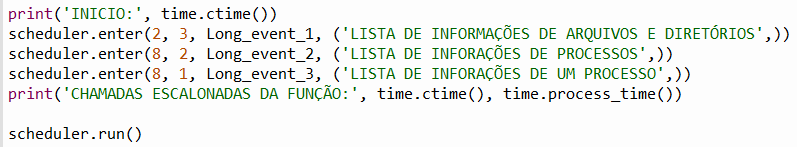 print('INICIO:', time.ctime())
scheduler.enter(2, 3, Long_event_1, ('LISTA DE INFORMAÇÕES DE ARQUIVOS E DIRETÓRIOS',))
scheduler.enter(8, 2, Long_event_2, ('LISTA DE INFORAÇÕES DE PROCESSOS',))
scheduler.enter(8, 1, Long_event_3, ('LISTA DE INFORAÇÕES DE UM PROCESSO',))
print('CHAMADAS ESCALONADAS DA FUNÇÃO:', time.ctime(), time.process_time())
scheduler.run()